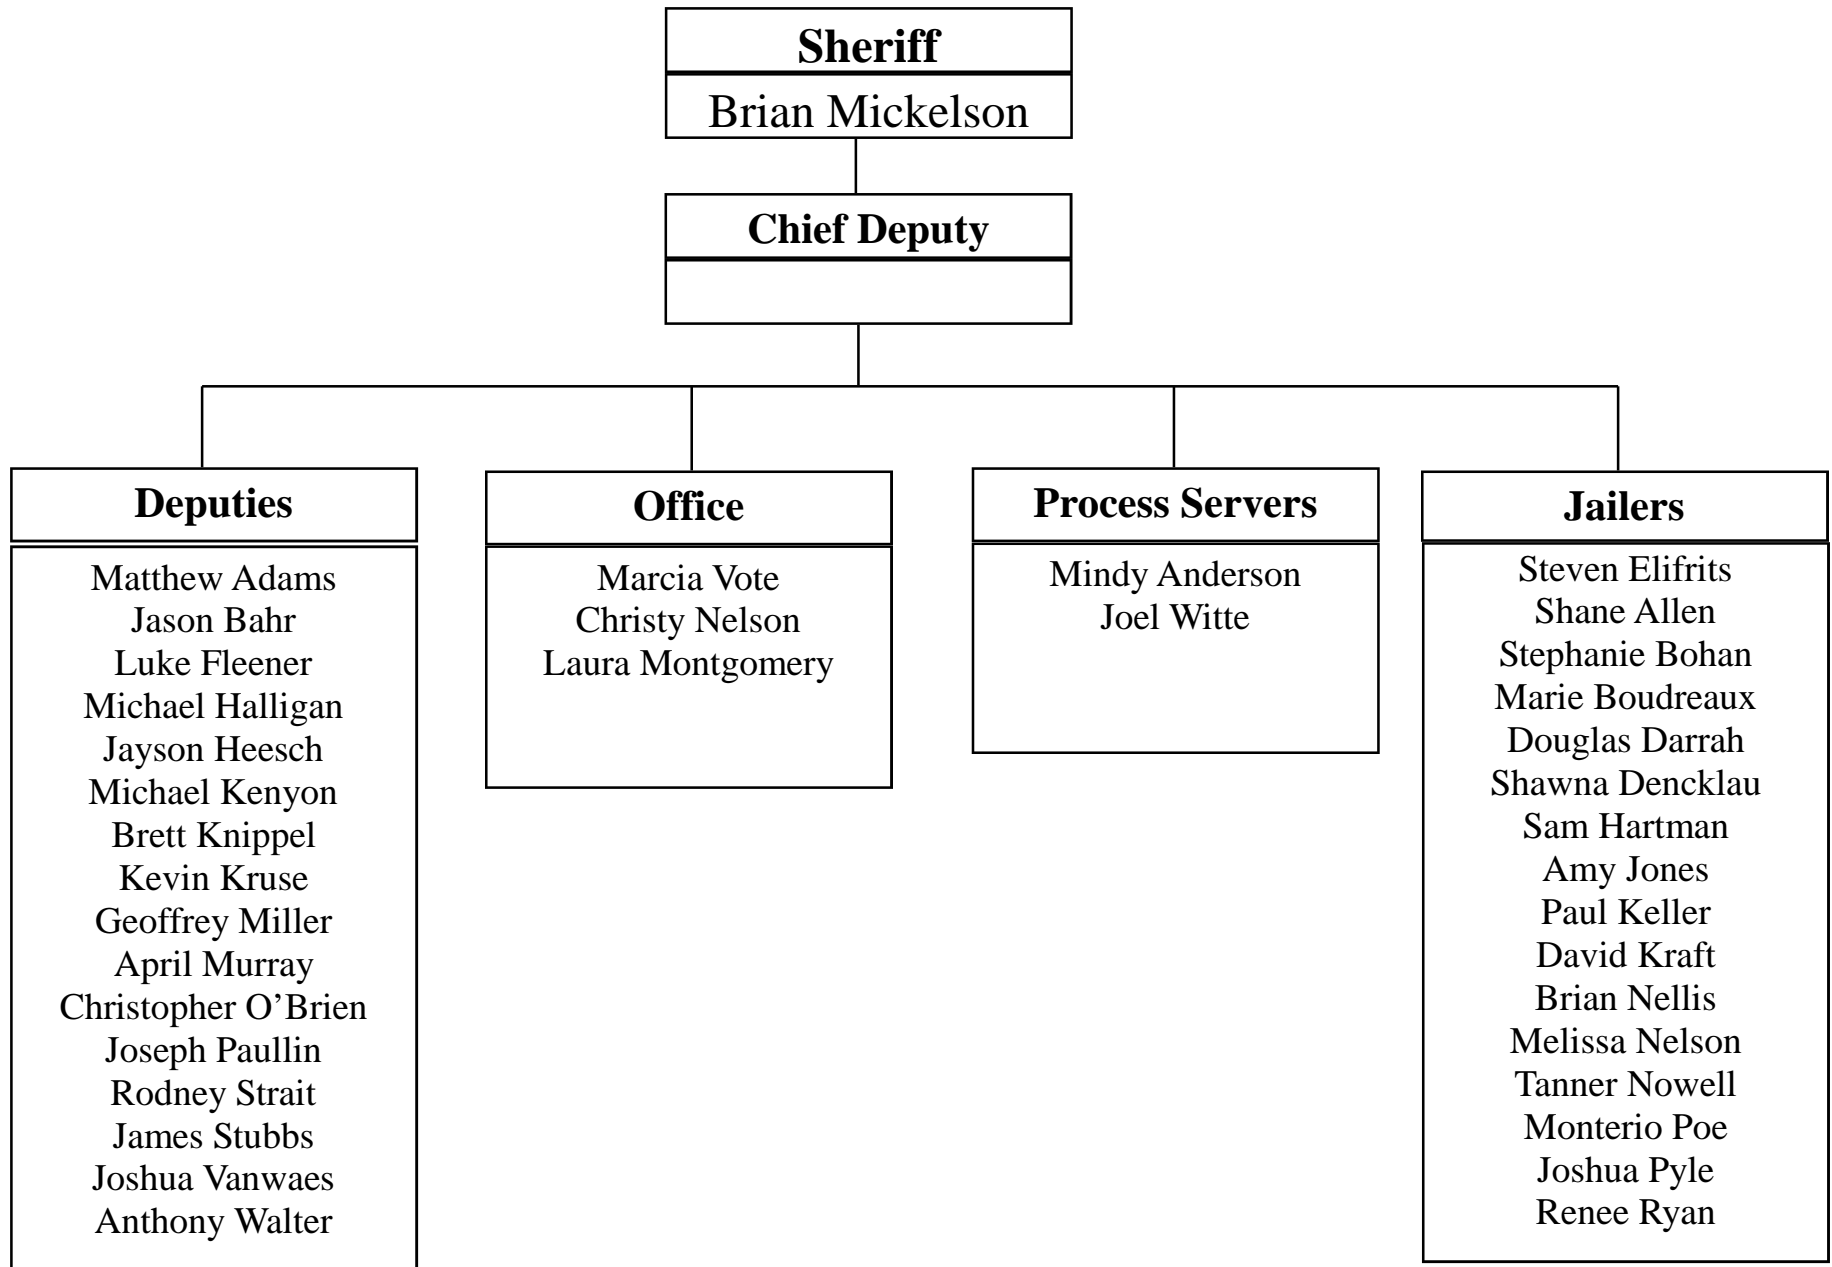 Sheriff
Brian Mickelson
Chief Deputy
Deputies
Matthew Adams
Jason Bahr
Luke Fleener
Michael Halligan
Jayson Heesch
Michael Kenyon
Brett Knippel
Kevin Kruse
Geoffrey Miller
April Murray
Christopher O’Brien
Joseph Paullin
Rodney Strait
James Stubbs
Joshua Vanwaes
Anthony Walter
Office
Marcia Vote
Christy Nelson
Laura Montgomery
Process Servers
Mindy Anderson
Joel Witte
Jailers
Steven Elifrits
Shane Allen
Stephanie Bohan
Marie Boudreaux
Douglas Darrah
Shawna Dencklau
Sam Hartman
Amy Jones
Paul Keller
David Kraft
Brian Nellis
Melissa Nelson
Tanner Nowell
Monterio Poe
Joshua Pyle
Renee Ryan